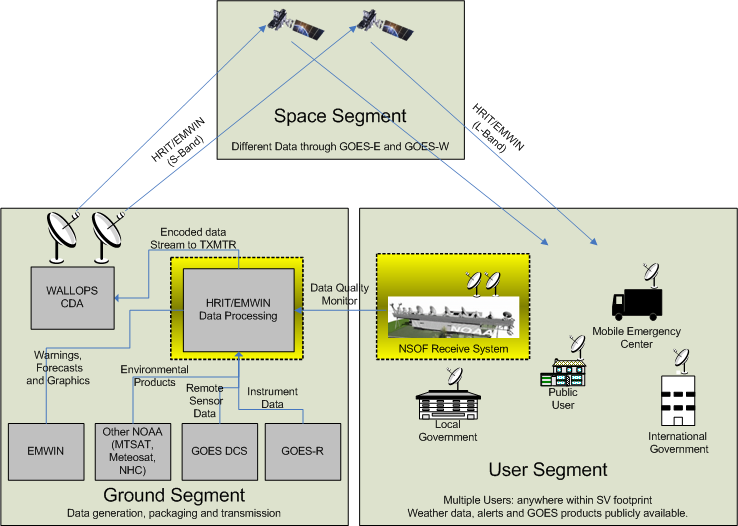 Space Segment
Different Data through GOES-E and GOES-W
HRIT/EMWIN
(S-Band)
HRIT/EMWIN
(L-Band)
Encoded data
Stream to TXMTR
WALLOPS
CDA
HRIT/EMWIN
Data Processing
Data Quality
Monitor
NOAA
NSOF Receive System
Mobile Emergency
Center
Warnings,
Forecasts
and Graphics
Environmental
Products
Remote
Sensor
Data
Instrument
Data
Public
User
Local
Government
International
Government
EMWIN
Other NOAA
(MTSAT,
Meteosat,
NHC)
GOES DCS
GOES-R
Ground Segment
Data generation, packaging and transmission
User Segment
Multiple Users: anywhere within SV footprint
Weather data, alerts and GOES products publicly available.